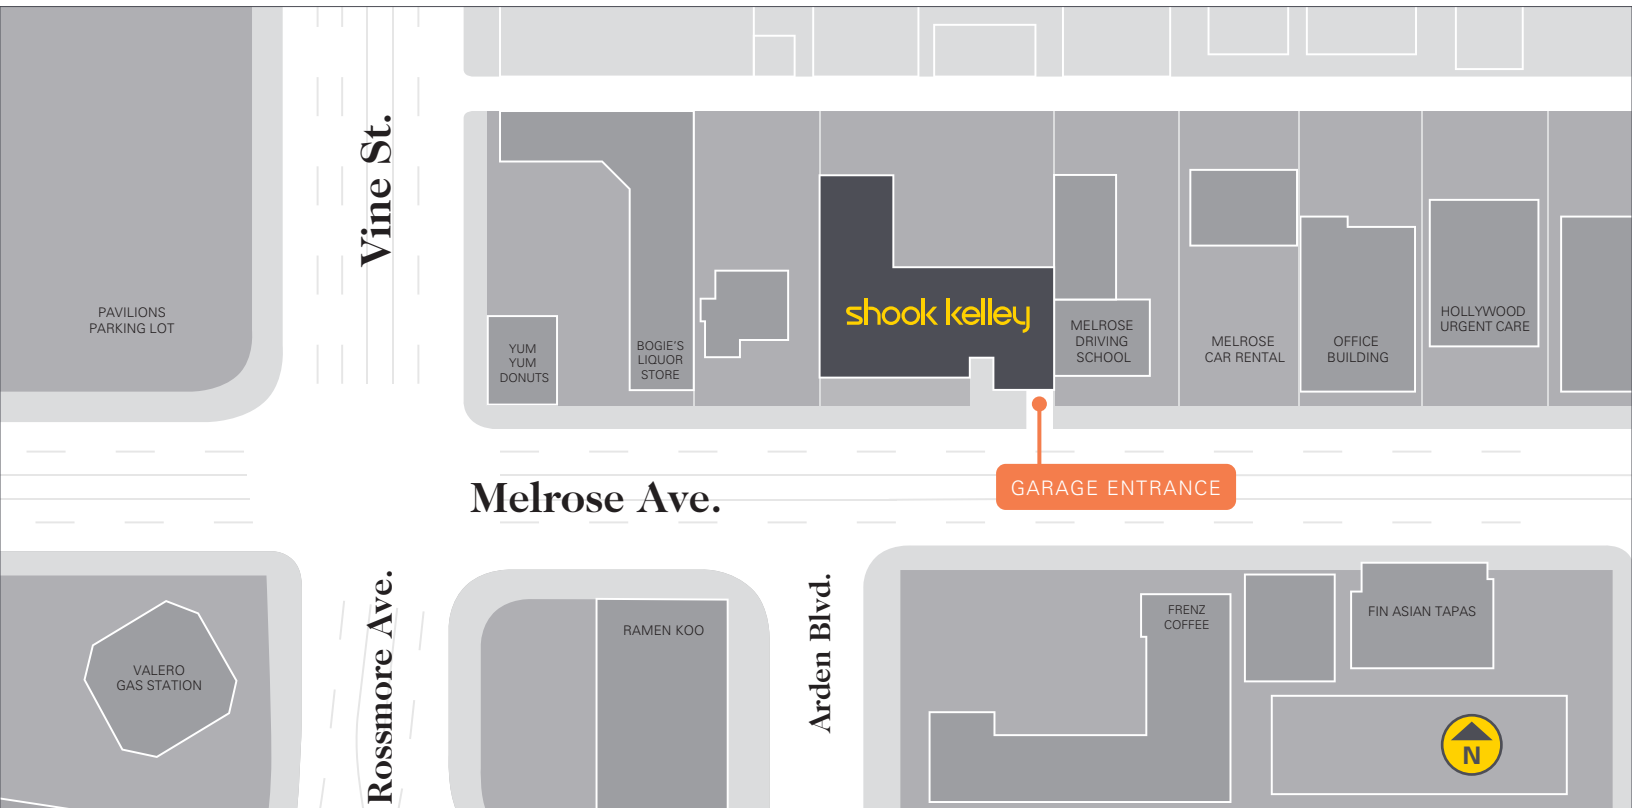 Vine St.
PAVILIONS
PARKING LOT
YUM
YUM
DONUTS
BOGIE'S
LIQUOR
STORE
shook kelley
MELROSE
DRIVING
SCHOOL
MELROSE
CAR RENTAL
OFFICE
BUILDING
HOLLYWOOD
URGENT CARE
Melrose Ave.
GARAGE ENTRANCE
VALERO
GAS STATION
Rossmore Ave.
RAMEN KOO
Arden Blvd.
FRENZ
COFFEE
FIN ASIAN TAPAS
N